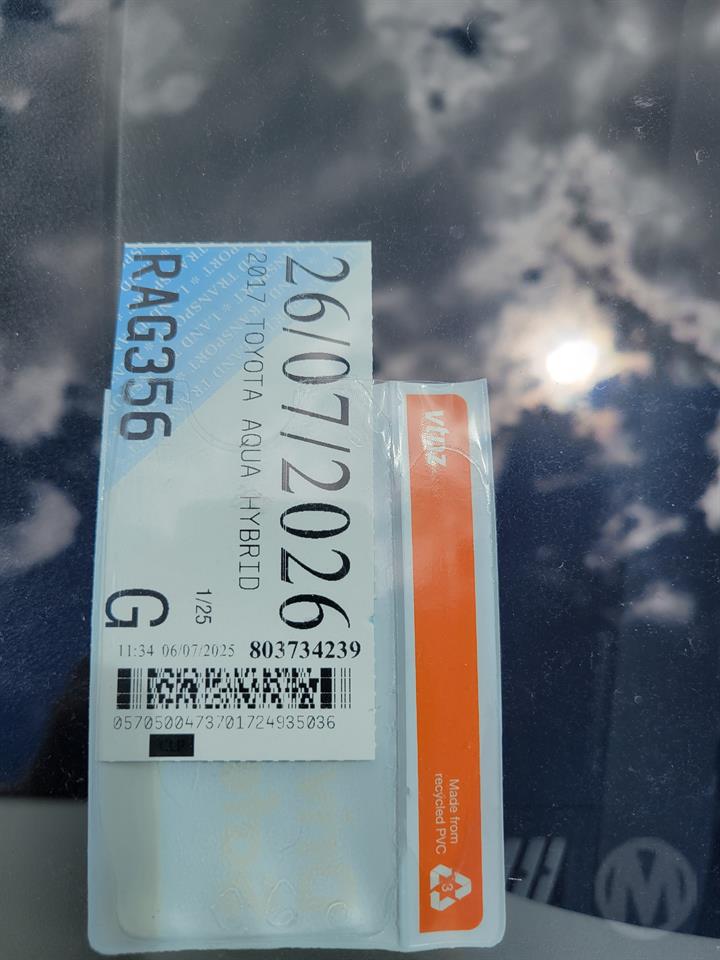 26/07/2026
2017 TOYOTA AQUA HYBRID
1/25
RAG356
G
11:34 06/07/2025 803734239
0570500473701724935036
vtnz
Made from
recycled PVC
3
M